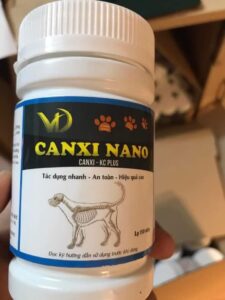 VD
CANXI NANO
CANXI - KC PLUS
Tác dụng nhanh - An toàn - Hiệu quả cao
Lọ 150 viên
Đọc kỹ hướng dẫn sử dụng trước khi dùng